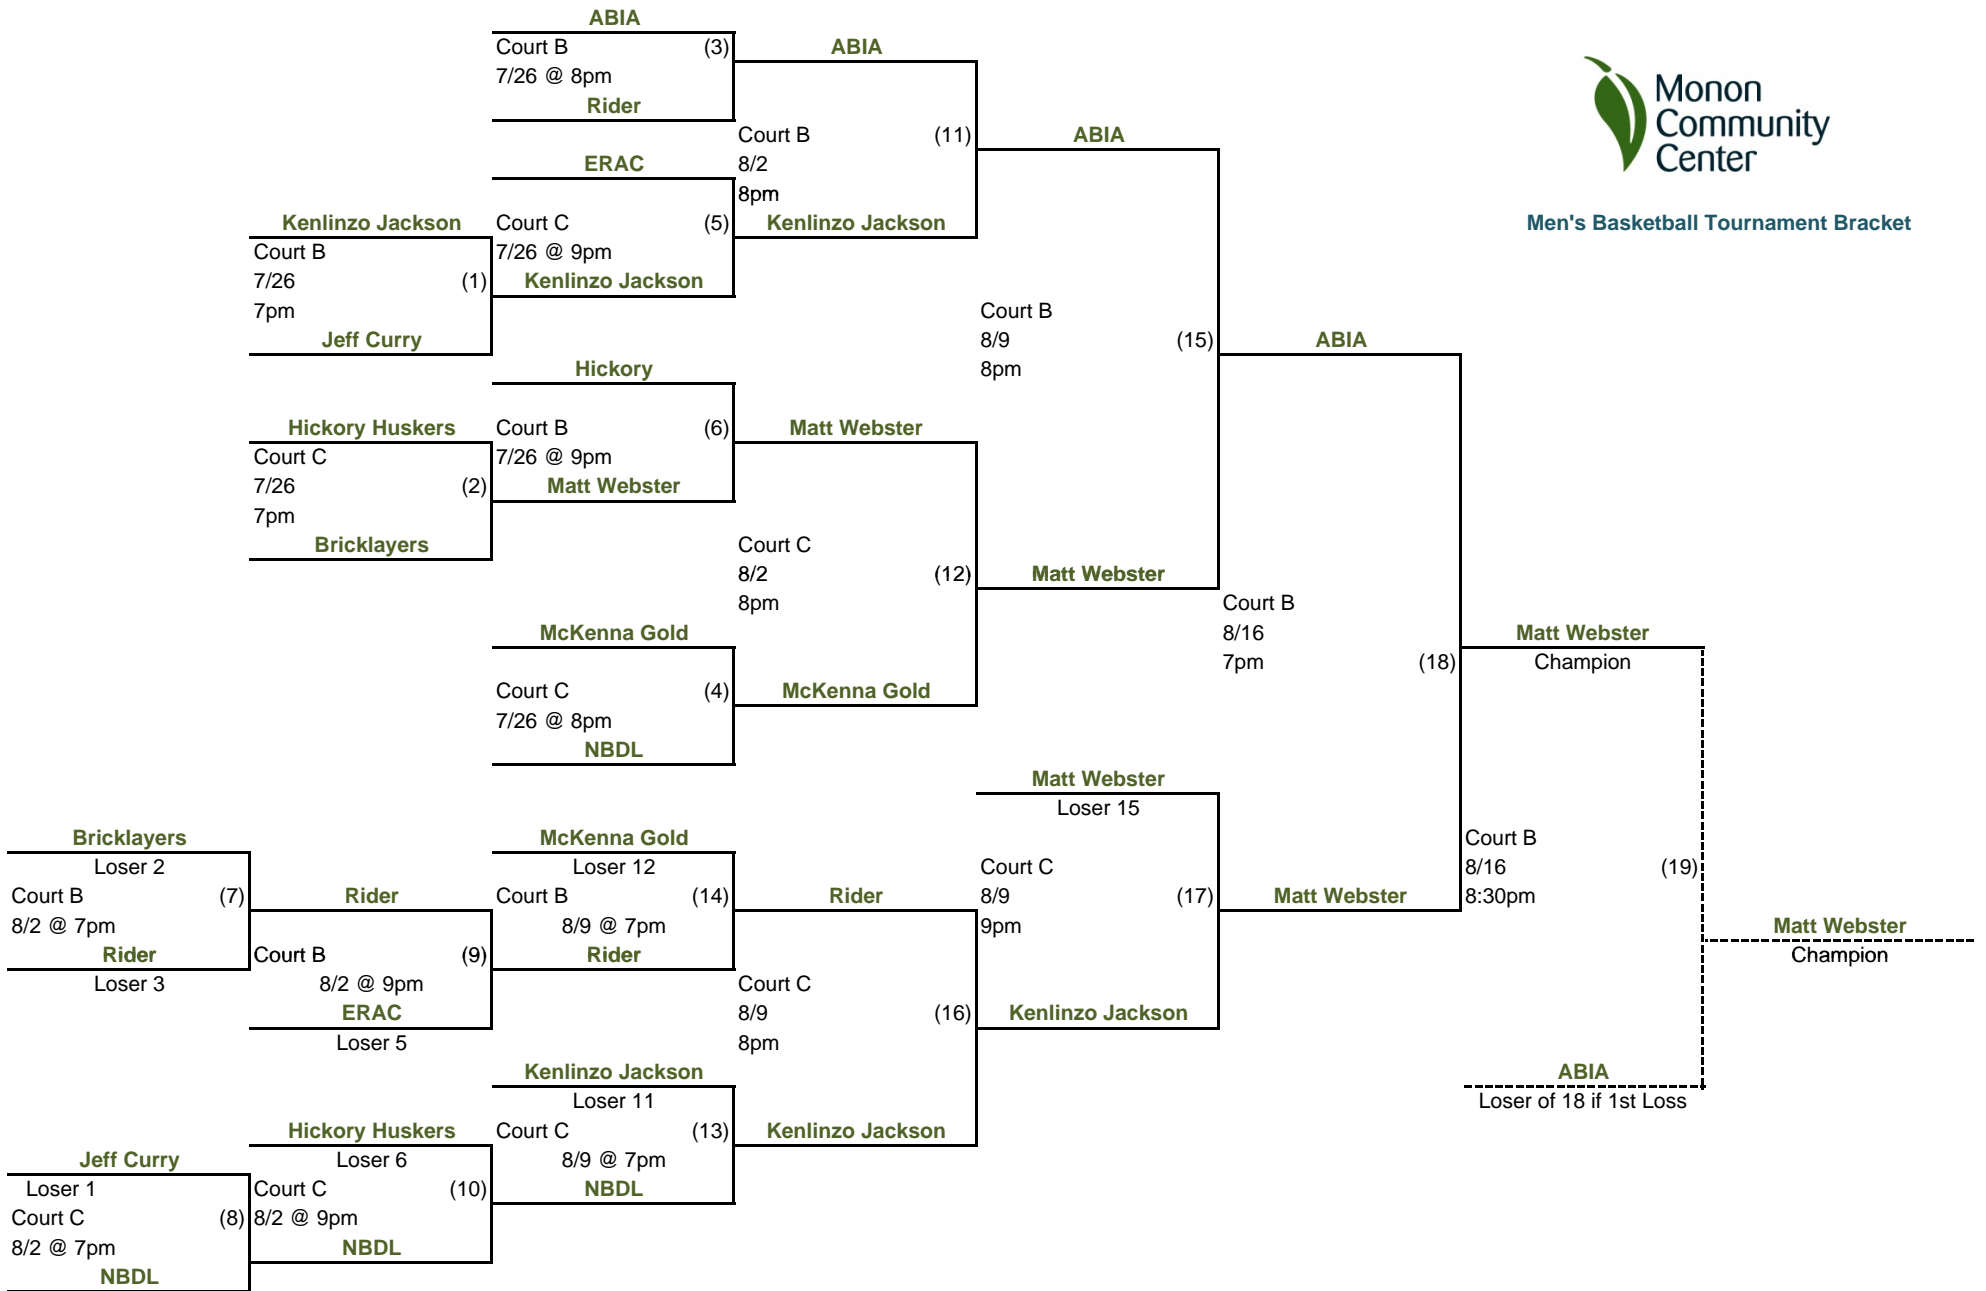 ABIA
Court B (3)
7/26 @ 8pm
Rider
ABIA
Monon
Community
Center
Men's Basketball Tournament Bracket
Court B (11)
8/2
8pm
ABIA
ERAC
Kenlinzo Jackson
Court C (5)
7/26 @ 9pm
Kenlinzo Jackson
Kenlinzo Jackson
Court B
7/26 (1)
7pm
Jeff Curry
Court B
8/9 (15)
8pm
ABIA
Hickory
Hickory Huskers
Court B (6)
7/26 @ 9pm
Matt Webster
Matt Webster
Court C
7/26 (2)
7pm
Bricklayers
Court C
8/2 (12)
8pm
Matt Webster
Court B
8/16
7pm (18)
Matt Webster
Champion
McKenna Gold
Court C (4)
7/26 @ 8pm
NBDL
McKenna Gold
Matt Webster
Loser 15
Bricklayers
Loser 2
Court B (7)
8/2 @ 7pm
Rider
Loser 3
Rider
Court B (9)
8/2 @ 9pm
ERAC
Loser 5
McKenna Gold
Loser 12
Court B (14)
8/9 @ 7pm
Rider
Rider
Court C
8/9 (17)
9pm
Matt Webster
Court B
8/16 (19)
8:30pm
Matt Webster
Champion
Court C
8/9 (16)
8pm
Kenlinzo Jackson
Kenlinzo Jackson
Loser 11
Court C (13)
8/9 @ 7pm
NBDL
Kenlinzo Jackson
ABIA
Loser of 18 if 1st Loss
Hickory Huskers
Loser 6
Court C (10)
8/2 @ 9pm
NBDL
Jeff Curry
Loser 1
Court C (8)
8/2 @ 7pm
NBDL